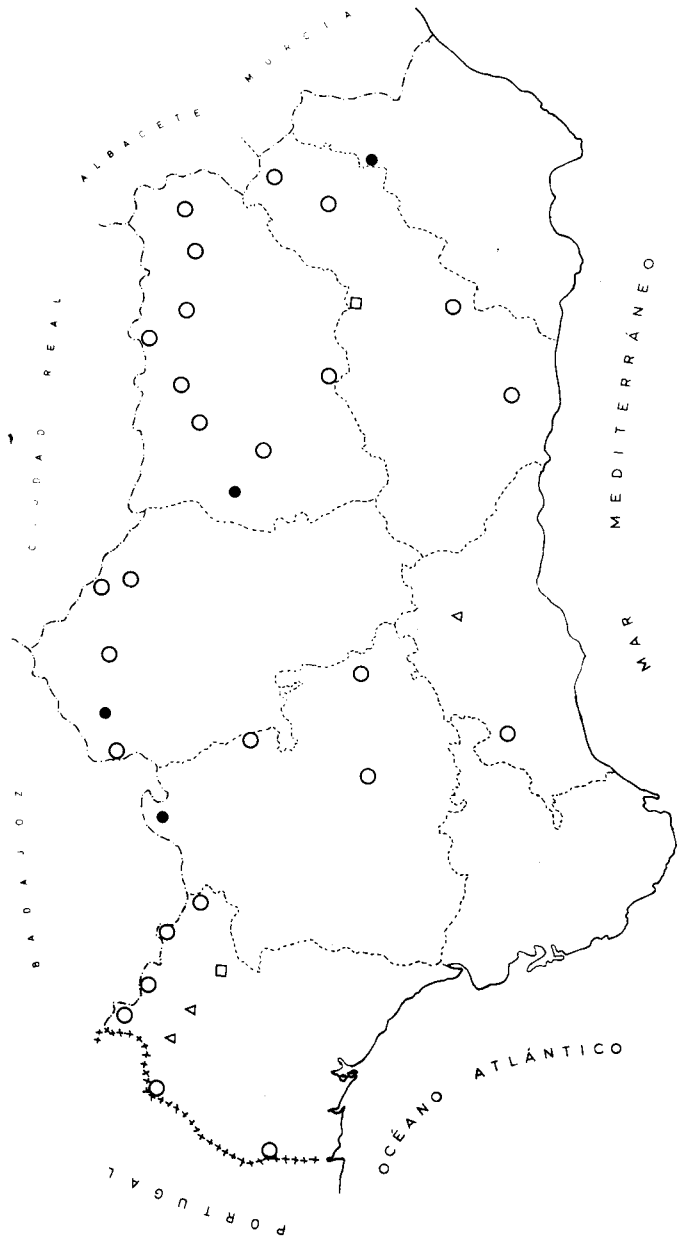 ALBACETE
MURCIA
CIUDAD REAL
BADAJOZ
PORTUGAL
OCÉANO ATLÁNTICO
MAR MEDITERRÁNEO